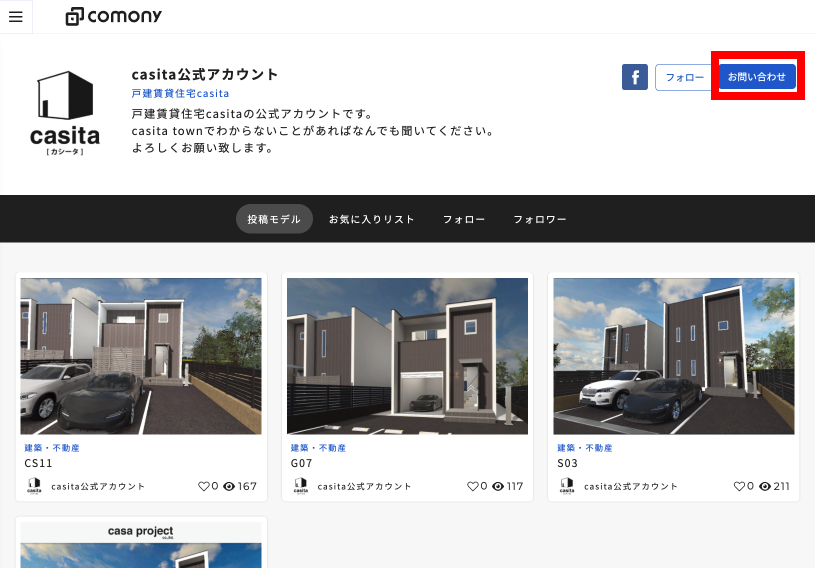 comony
casita公式アカウント
戸建賃貸住宅casita
戸建賃貸住宅casitaの公式アカウントです。
casita townでわからないことがあればなんでも聞いてください。
よろしくお願い致します。
casita
[カシータ]
フォロー
お問い合わせ
投稿モデル
お気に入りリスト
フォロー
フォロワー
建築・不動産
CS11
casita公式アカウント
0
167
建築・不動産
G07
casita公式アカウント
0
117
建築・不動産
S03
casita公式アカウント
0
211
casa project